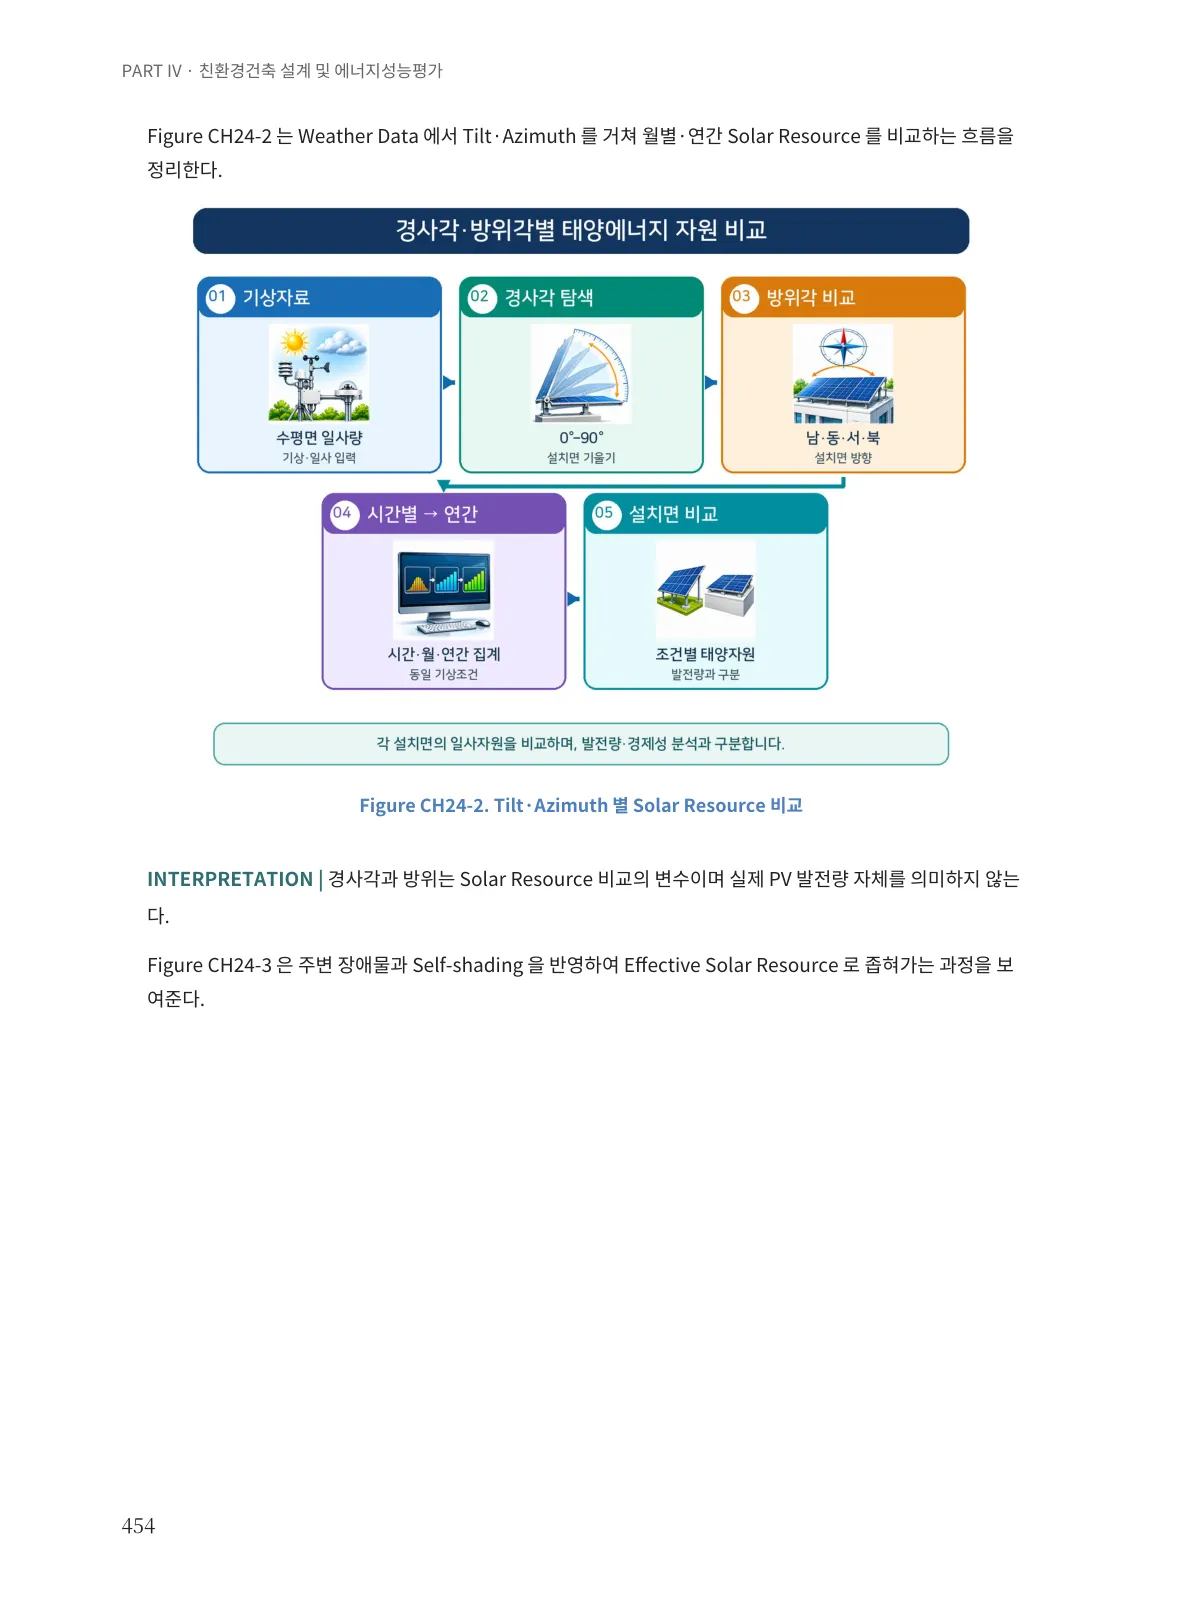 PART IV · 친환경건축 설계 및 에너지성능평가
Figure CH24-2 는 Weather Data 에서 Tilt·Azimuth 를 거쳐 월별·연간 Solar Resource 를 비교하는 흐름을
정리한다.
경사각·방위각별 태양에너지 자원 비교
01 기상자료
수평면 일사량
기상·일사 입력
02 경사각 탐색
0°–90°
설치면 기울기
03 방위각 비교
남·동·서·북
설치면 방향
04 시간별 → 연간
시간·월·연간 집계
동일 기상조건
05 설치면 비교
조건별 태양자원
발전량과 구분
각 설치면의 일사자원을 비교하며, 발전량·경제성 분석과 구분합니다.
Figure CH24-2. Tilt·Azimuth 별 Solar Resource 비교
INTERPRETATION | 경사각과 방위는 Solar Resource 비교의 변수이며 실제 PV 발전량 자체를 의미하지 않는
다.
Figure CH24-3 은 주변 장애물과 Self-shading 을 반영하여 Effective Solar Resource 로 좁혀가는 과정을 보
여준다.
454